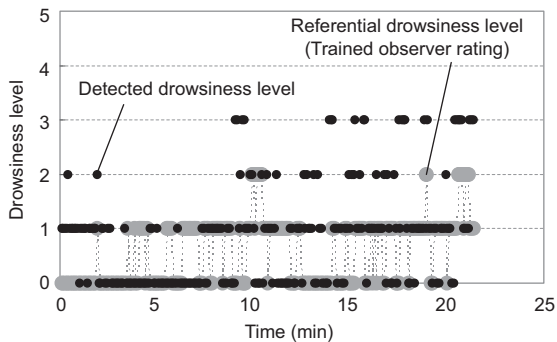 5
4
3
2
1
0
Drowsiness level
Referential drowsiness level
(Trained observer rating)
Detected drowsiness level
0 5 10 15 20 25
Time (min)